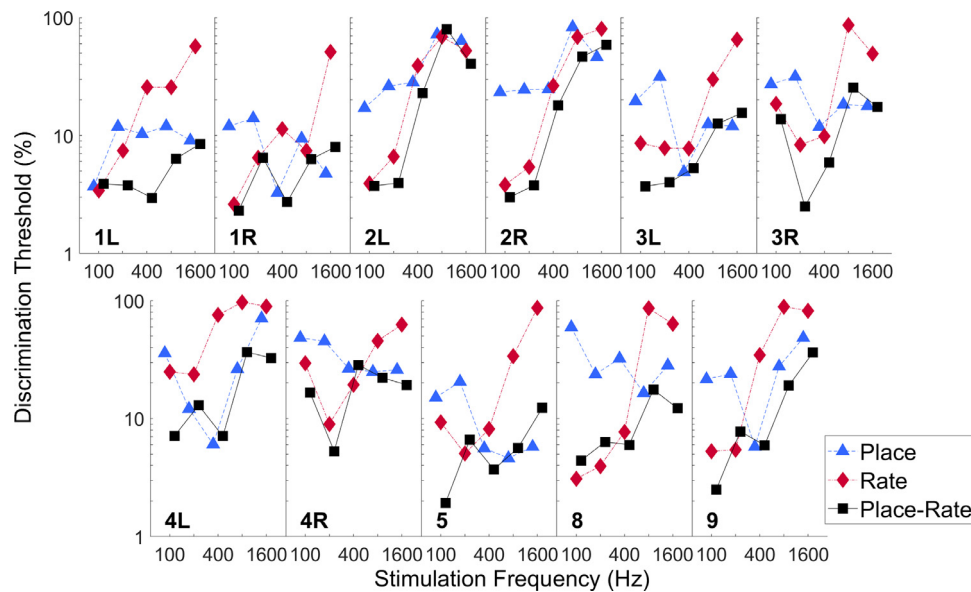 Discrimination Threshold (%)
100
10
1
1L 1R 2L 2R 3L 3R
100 400 1600 100 400 1600 100 400 1600 100 400 1600 100 400 1600 100 400 1600
100
10
1
4L 4R 5 8 9
100 400 1600 100 400 1600 100 400 1600 100 400 1600 100 400 1600
Stimulation Frequency (Hz)
Place
Rate
Place-Rate